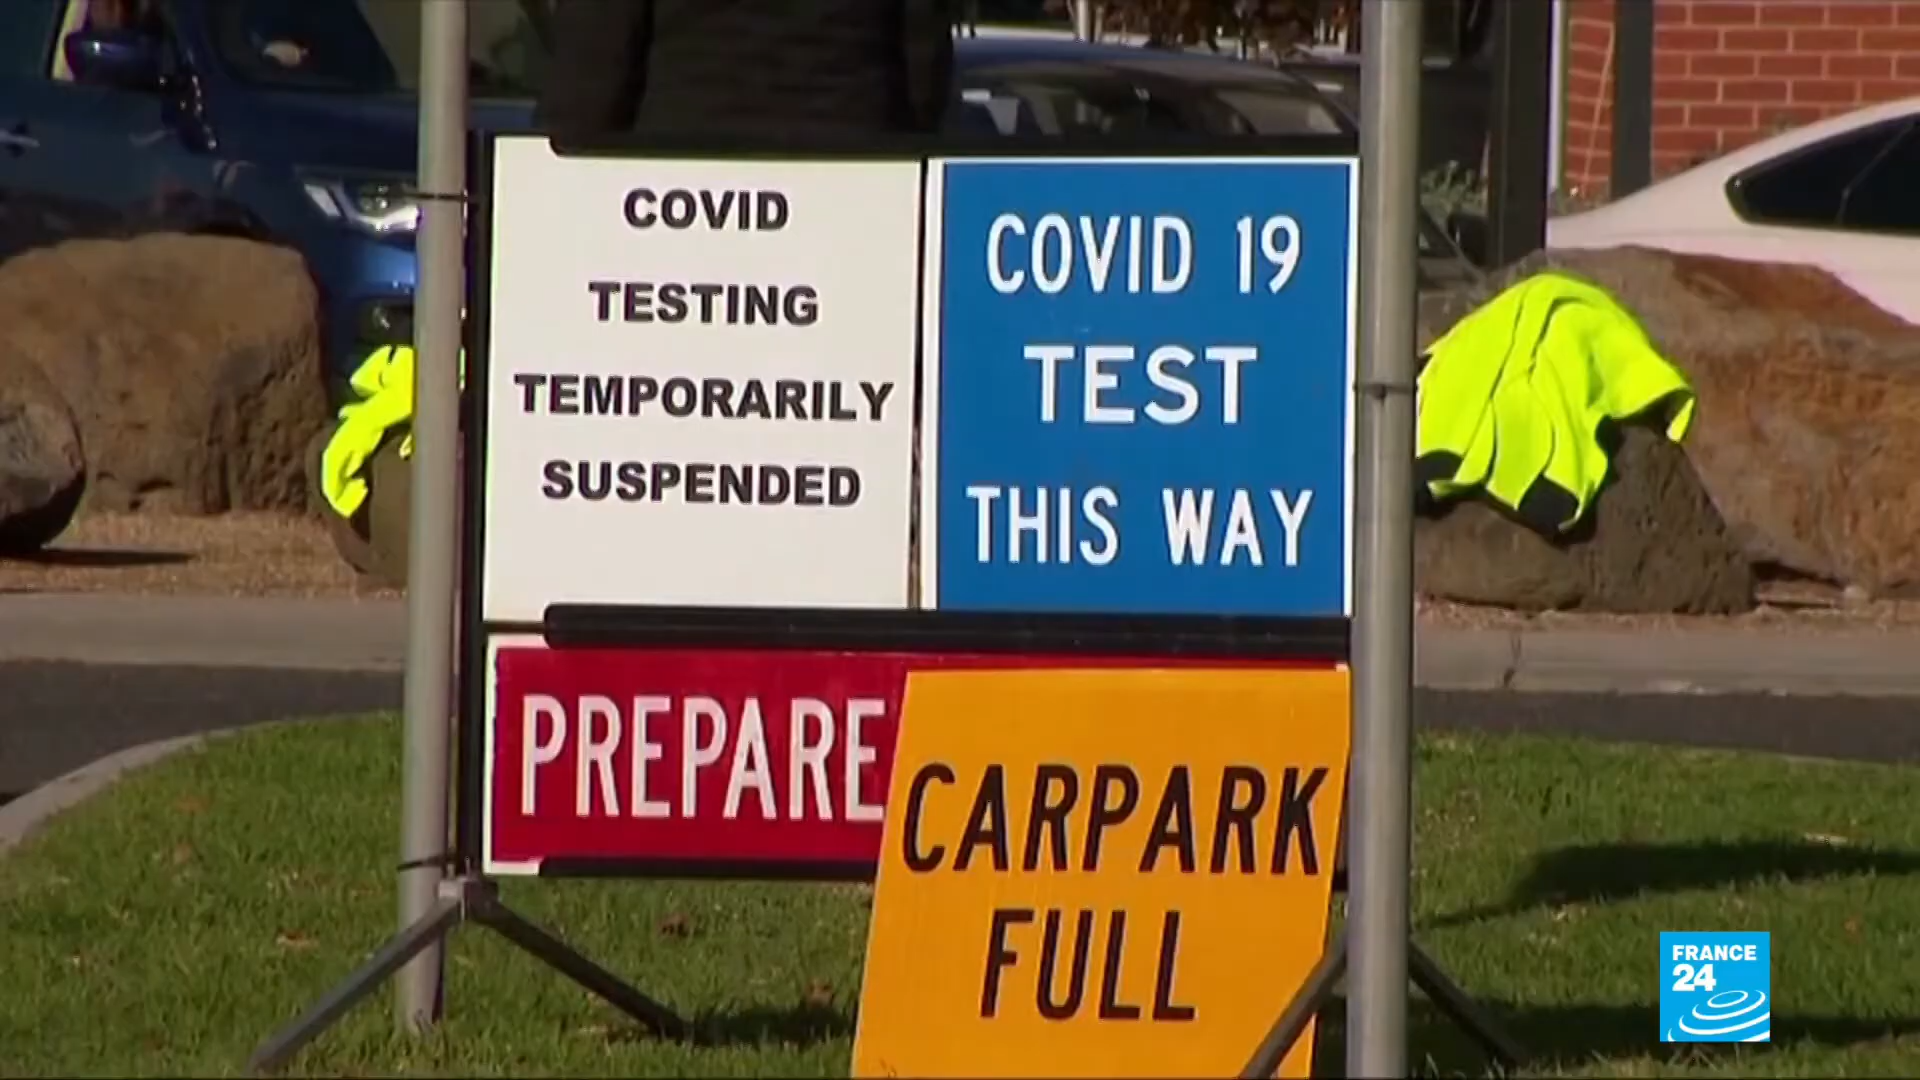 COVID
TESTING
TEMPORARILY
SUSPENDED
COVID 19
TEST
THIS WAY
PREPARE
CARPARK
FULL
FRANCE
24